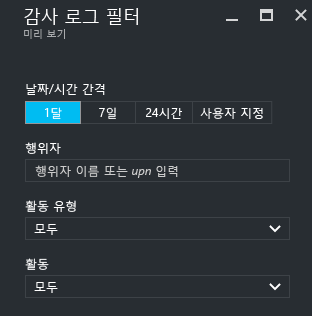 감사 로그 필터
미리 보기
날짜/시간 간격
1달 7일 24시간 사용자 지정
행위자
행위자 이름 또는 upn 입력
활동 유형
모두
활동
모두